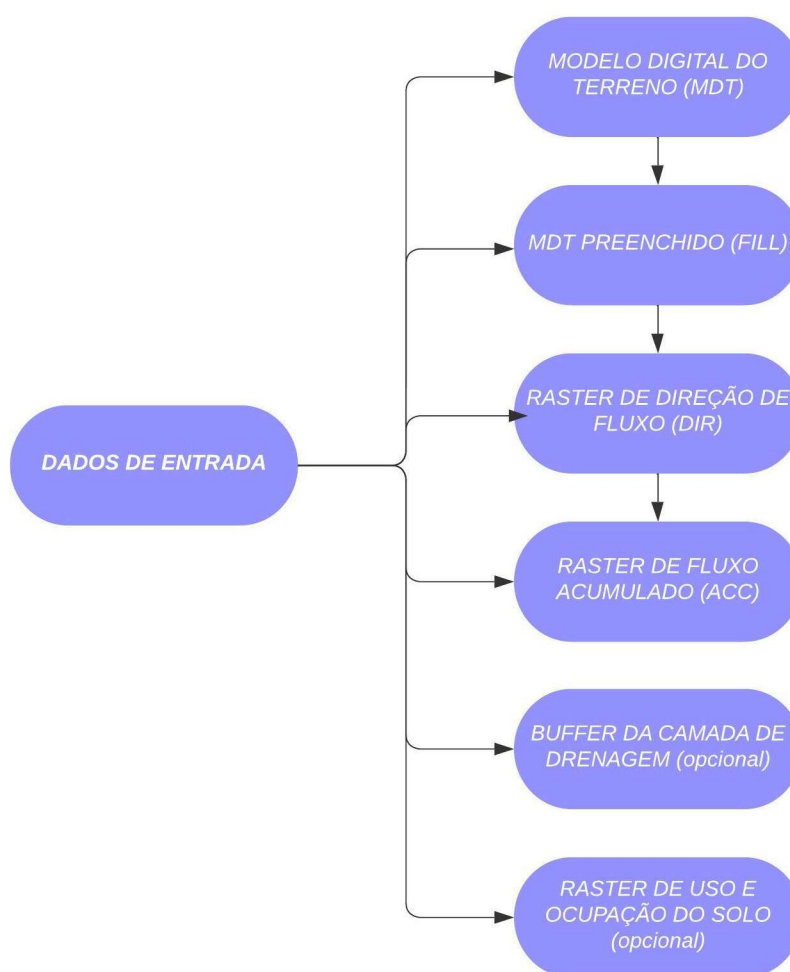 MODELO DIGITAL DO
TERRENO (MDT)
MDT PREENCHIDO (FILL)
RASTER DE DIREÇÃO DE
FLUXO (DIR)
DADOS DE ENTRADA
RASTER DE FLUXO
ACUMULADO (ACC)
BUFFER DA CAMADA DE
DRENAGEM (opcional)
RASTER DE USO E
OCUPAÇÃO DO SOLO
(opcional)